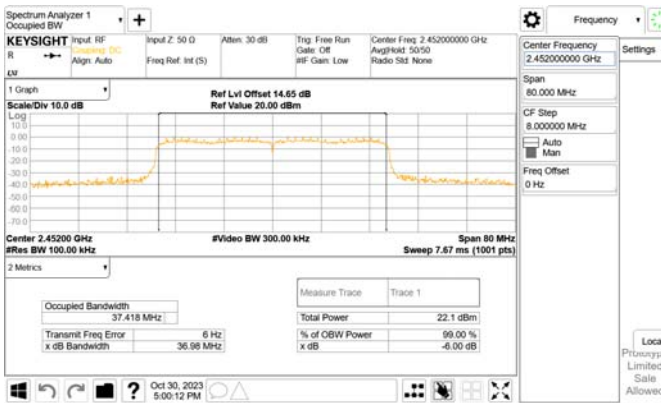 Spectrum Analyzer 1
Occupied BW
Frequency
KEYSIGHT
Input: RF
Coupling: DC
Align: Auto
Input Z: 50 Ω
Freq Ref: Int (S)
Atten: 30 dB
Trig: Free Run
Gate: Off
#IF Gain: Low
Center Freq: 2.452000000 GHz
Avg|Hold: 50/50
Radio Std: None
R
LXI
Center Frequency
2.452000000 GHz
Settings
Span
80.000 MHz
CF Step
8.000000 MHz
Auto
Man
Freq Offset
0 Hz
1 Graph
Scale/Div 10.0 dB
Ref Lvl Offset 14.65 dB
Ref Value 20.00 dBm
Log
10.0
0.00
-10.0
-20.0
-30.0
-40.0
-50.0
-60.0
-70.0
Center 2.45200 GHz
#Res BW 100.00 kHz
#Video BW 300.00 kHz
Span 80 MHz
Sweep 7.67 ms (1001 pts)
2 Metrics
Measure Trace Trace 1
Occupied Bandwidth
37.418 MHz
Total Power 22.1 dBm
Transmit Freq Error 6 Hz
% of OBW Power 99.00 %
x dB Bandwidth 36.98 MHz
x dB -6.00 dB
Loca
Prototyp
Limited
Sale
Allowed
?
Oct 30, 2023
5:00:12 PM